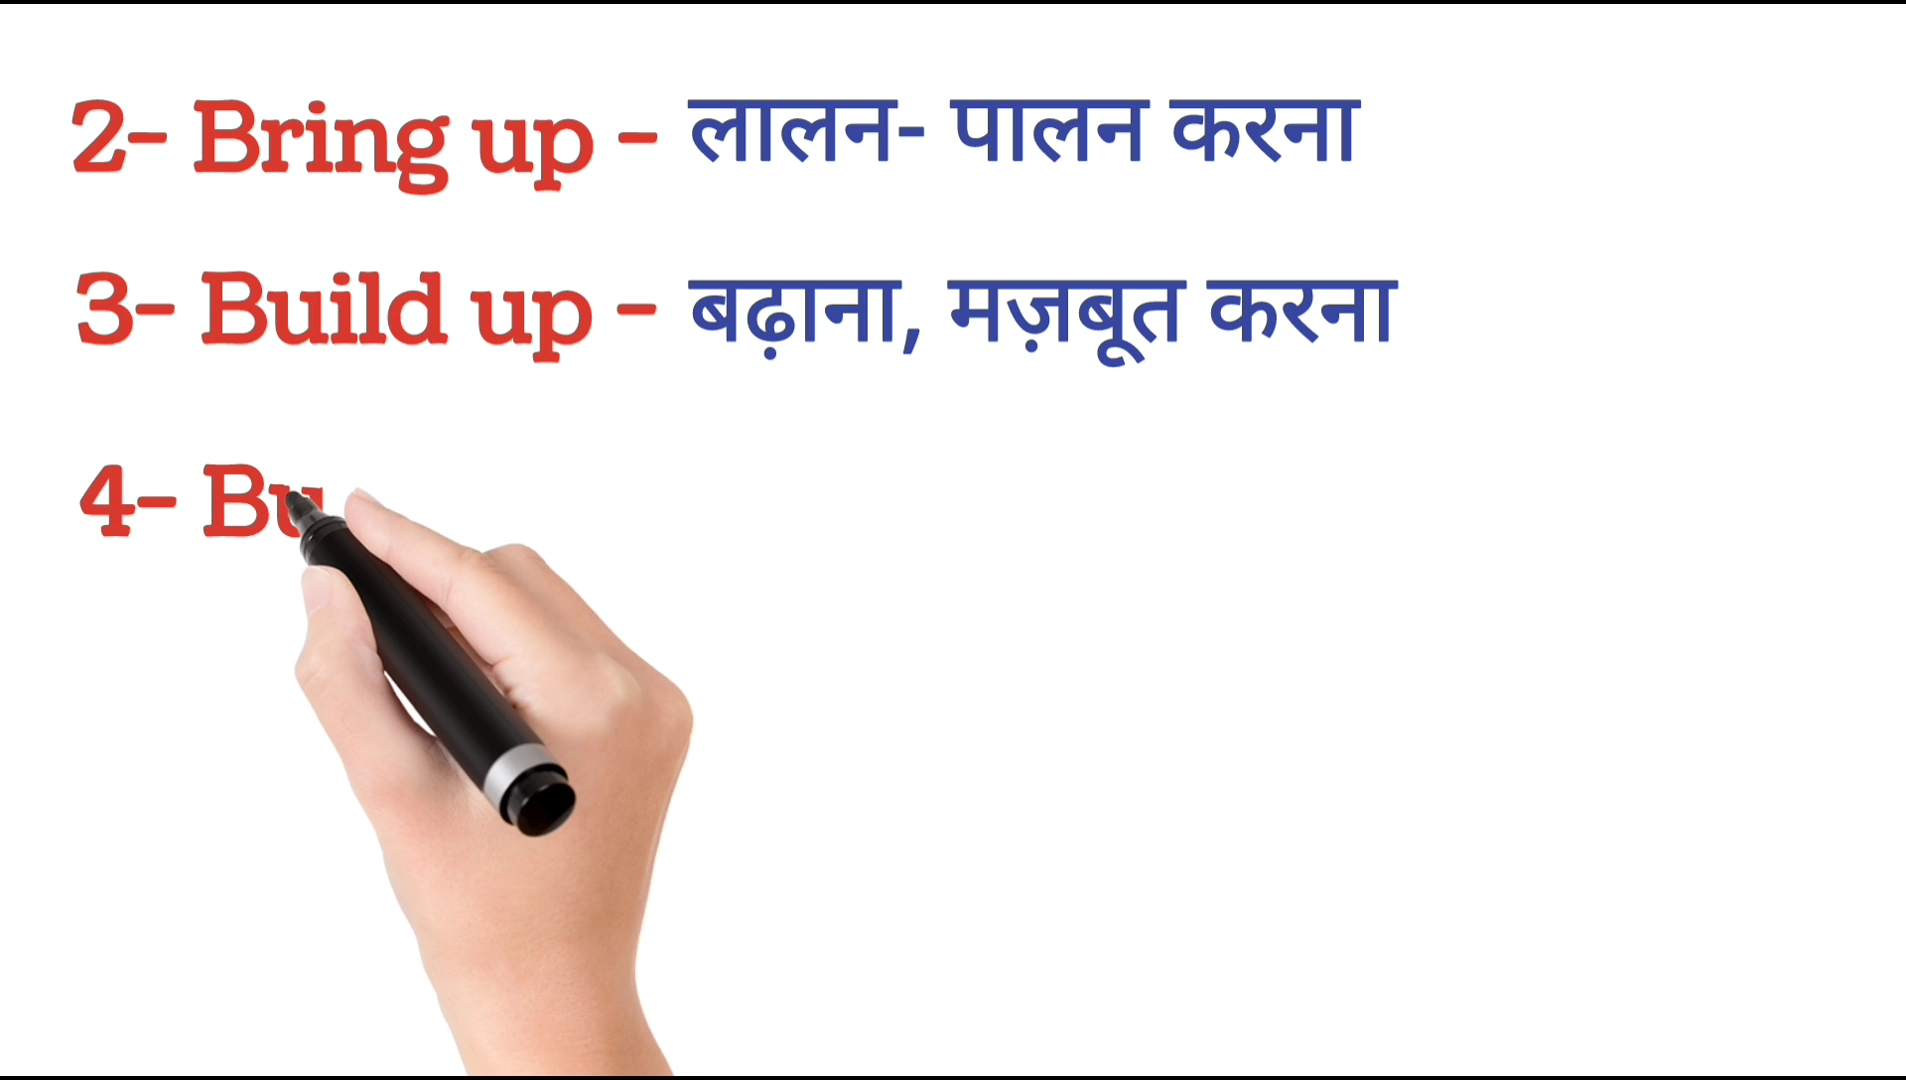 2- Bring up - लालन- पालन करना
3- Build up - बढ़ाना, मज़बूत करना
4- Bu